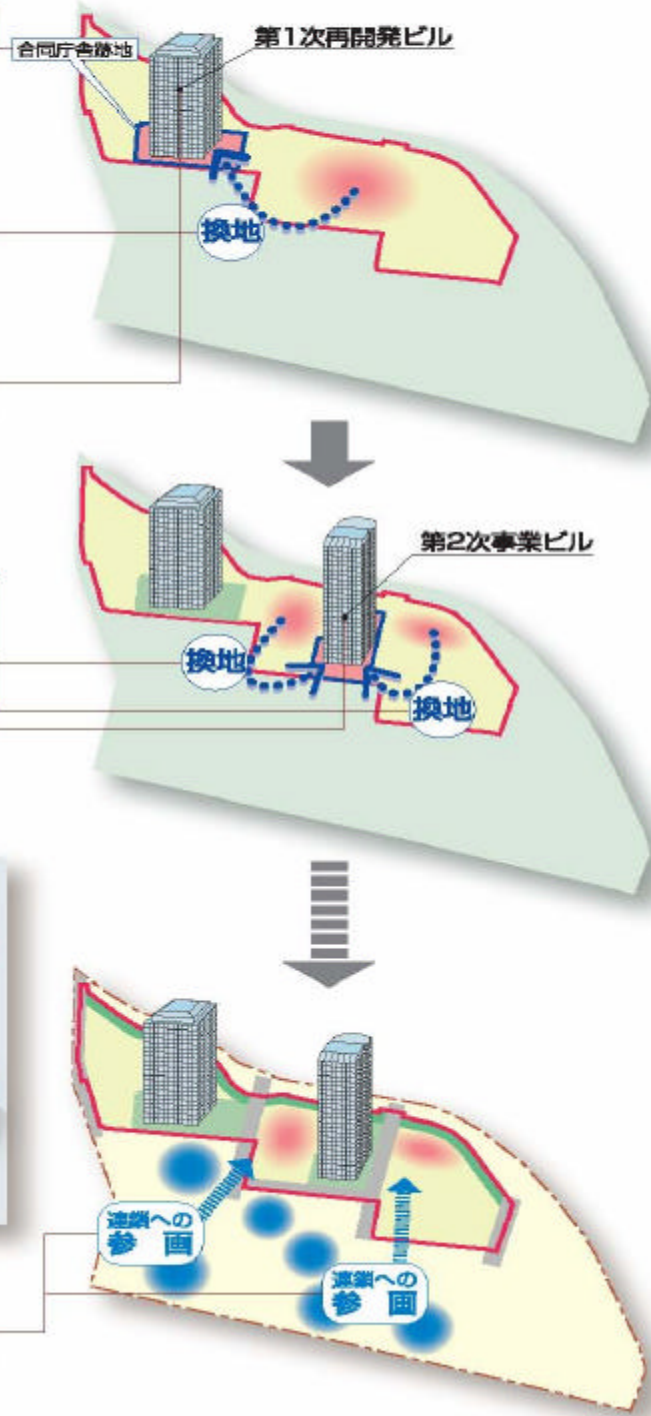 合同庁舎跡地
第1次再開発ビル
換地
第2次事業ビル
換地
換地
連鎖への
参画
連鎖への
参画